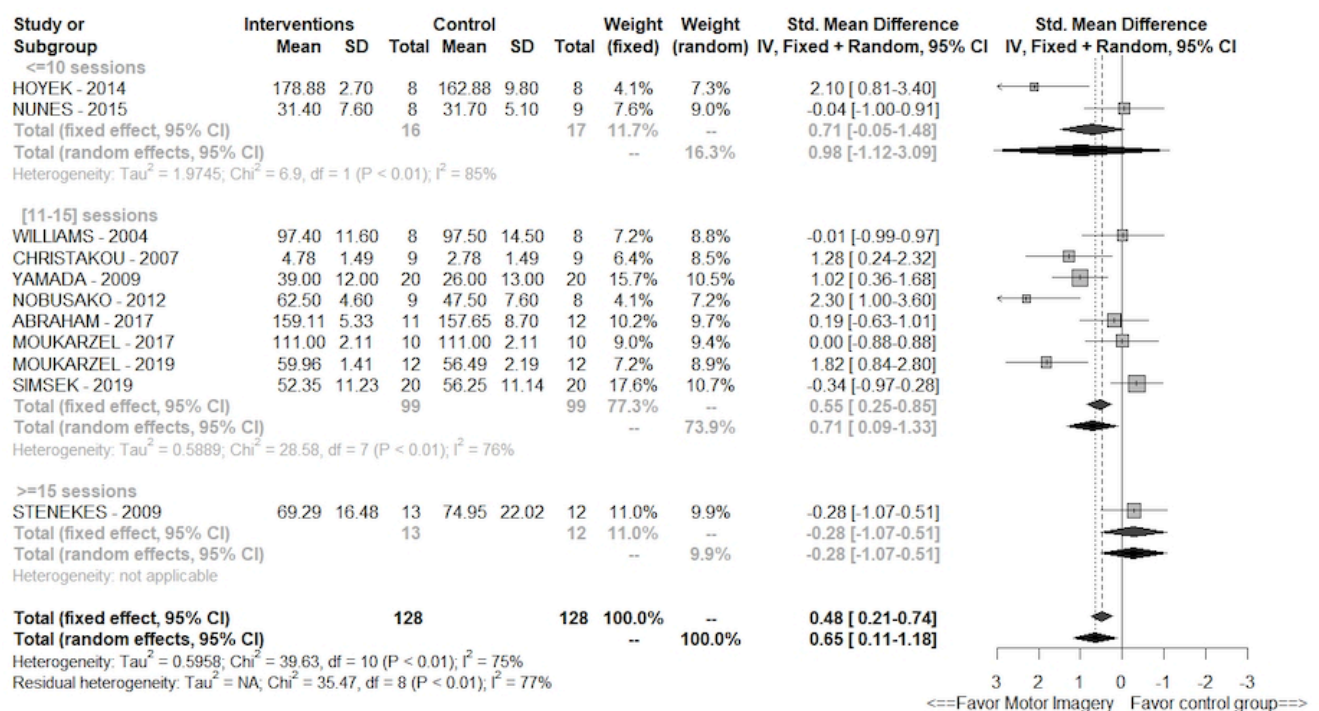 Study or Interventions Control Weight Weight Std. Mean Difference Std. Mean Difference
Subgroup Mean SD Total Mean SD Total (fixed) (random) IV, Fixed + Random, 95% CI IV, Fixed + Random, 95% CI
<=10 sessions
HOYEK - 2014 178.88 2.70 8 162.88 9.80 8 4.1% 7.3% 2.10 [ 0.81-3.40]
NUNES - 2015 31.40 7.60 8 31.70 5.10 9 7.6% 9.0% -0.04 [-1.00-0.91]
Total (fixed effect, 95% CI) 16 17 11.7% -- 0.71 [-0.05-1.48]
Total (random effects, 95% CI) -- 16.3% 0.98 [-1.12-3.09]
Heterogeneity: Tau² = 1.9745; Chi² = 6.9, df = 1 (P < 0.01); I² = 85%
[11-15] sessions
WILLIAMS - 2004 97.40 11.60 8 97.50 14.50 8 7.2% 8.8% -0.01 [-0.99-0.97]
CHRISTAKOU - 2007 4.78 1.49 9 2.78 1.49 9 6.4% 8.5% 1.28 [ 0.24-2.32]
YAMADA - 2009 39.00 12.00 20 26.00 13.00 20 15.7% 10.5% 1.02 [ 0.36-1.68]
NOBUSAKO - 2012 62.50 4.60 9 47.50 7.60 8 4.1% 7.2% 2.30 [ 1.00-3.60]
ABRAHAM - 2017 159.11 5.33 11 157.65 8.70 12 10.2% 9.7% 0.19 [-0.63-1.01]
MOUKARZEL - 2017 111.00 2.11 10 111.00 2.11 10 9.0% 9.4% 0.00 [-0.88-0.88]
MOUKARZEL - 2019 59.96 1.41 12 56.49 2.19 12 7.2% 8.9% 1.82 [ 0.84-2.80]
SIMSEK - 2019 52.35 11.23 20 56.25 11.14 20 17.6% 10.7% -0.34 [-0.97-0.28]
Total (fixed effect, 95% CI) 99 99 77.3% -- 0.55 [ 0.25-0.85]
Total (random effects, 95% CI) -- 73.9% 0.71 [ 0.09-1.33]
Heterogeneity: Tau² = 0.5889; Chi² = 28.58, df = 7 (P < 0.01); I² = 76%
>=15 sessions
STENEKES - 2009 69.29 16.48 13 74.95 22.02 12 11.0% 9.9% -0.28 [-1.07-0.51]
Total (fixed effect, 95% CI) 13 12 11.0% -- -0.28 [-1.07-0.51]
Total (random effects, 95% CI) -- 9.9% -0.28 [-1.07-0.51]
Heterogeneity: not applicable
Total (fixed effect, 95% CI) 128 128 100.0% -- 0.48 [ 0.21-0.74]
Total (random effects, 95% CI) -- 100.0% 0.65 [ 0.11-1.18]
Heterogeneity: Tau² = 0.5958; Chi² = 39.63, df = 10 (P < 0.01); I² = 75%
Residual heterogeneity: Tau² = NA; Chi² = 35.47, df = 8 (P < 0.01); I² = 77%
3 2 1 0 -1 -2 -3
<==Favor Motor Imagery Favor control group==>